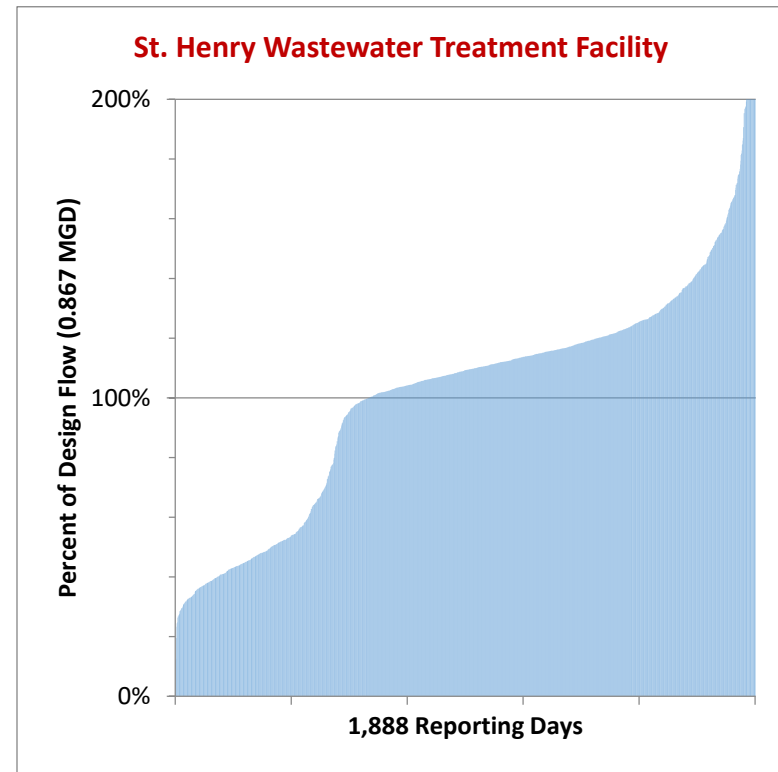 St. Henry Wastewater Treatment Facility
200%
Percent of Design Flow (0.867 MGD)
100%
0%
1,888 Reporting Days